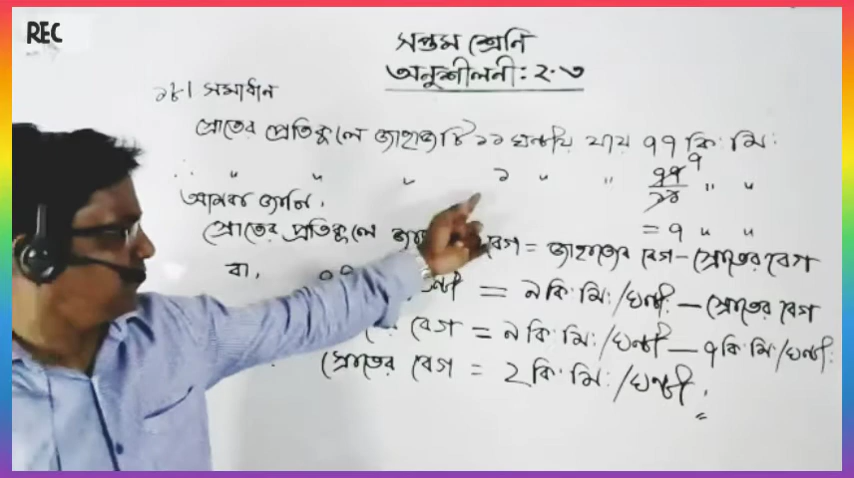 REC
সপ্তম শ্রেনি
অনুশীলনী: ২.৩
১৮। সমাধান
স্রোতের প্রতিকূলে জাহাজটি ১১ ঘন্টায় যায় ৭৭ কি: মি:
∴ " " " ১ " " ৭৭/১১ ৭ " "
= ৭ " "
আমরা জানি,
স্রোতের প্রতিকূলে বেগ = জাহাজের বেগ - স্রোতের বেগ
বা, = ৯ কি: মি: /ঘন্টা - স্রোতের বেগ
বেগ = ৯ কি: মি: /ঘন্টা - ৭ কি: মি: /ঘন্টা
স্রোতের বেগ = ২ কি: মি: /ঘন্টা